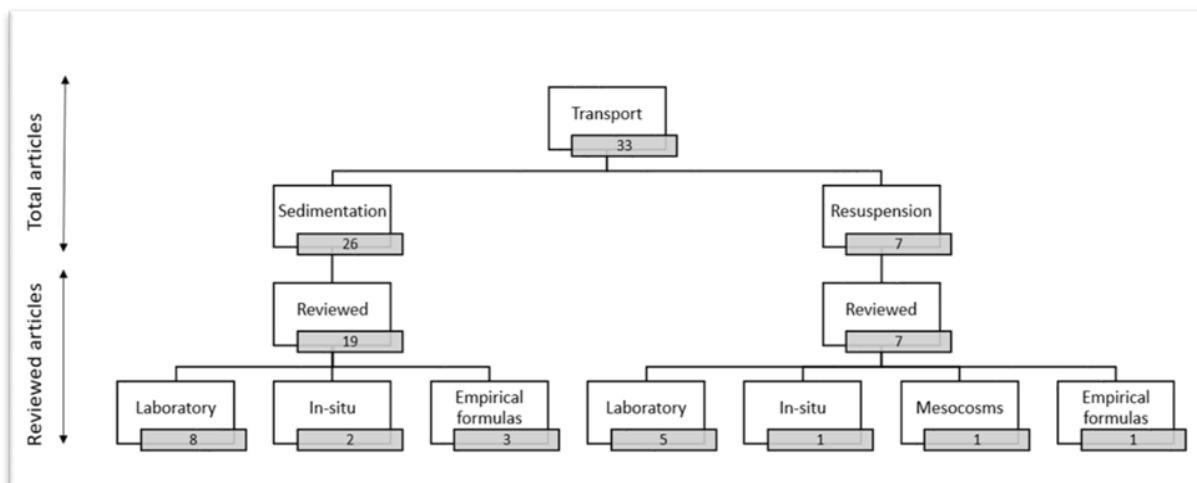 Total articles
Reviewed articles
Transport
33
Sedimentation
26
Resuspension
7
Reviewed
19
Reviewed
7
Laboratory
8
In-situ
2
Empirical
formulas
3
Laboratory
5
In-situ
1
Mesocosms
1
Empirical
formulas
1